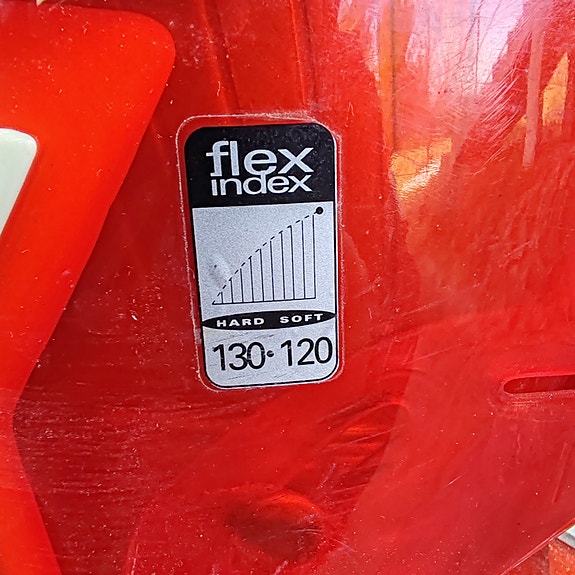 flex
index
HARD SOFT
130·120